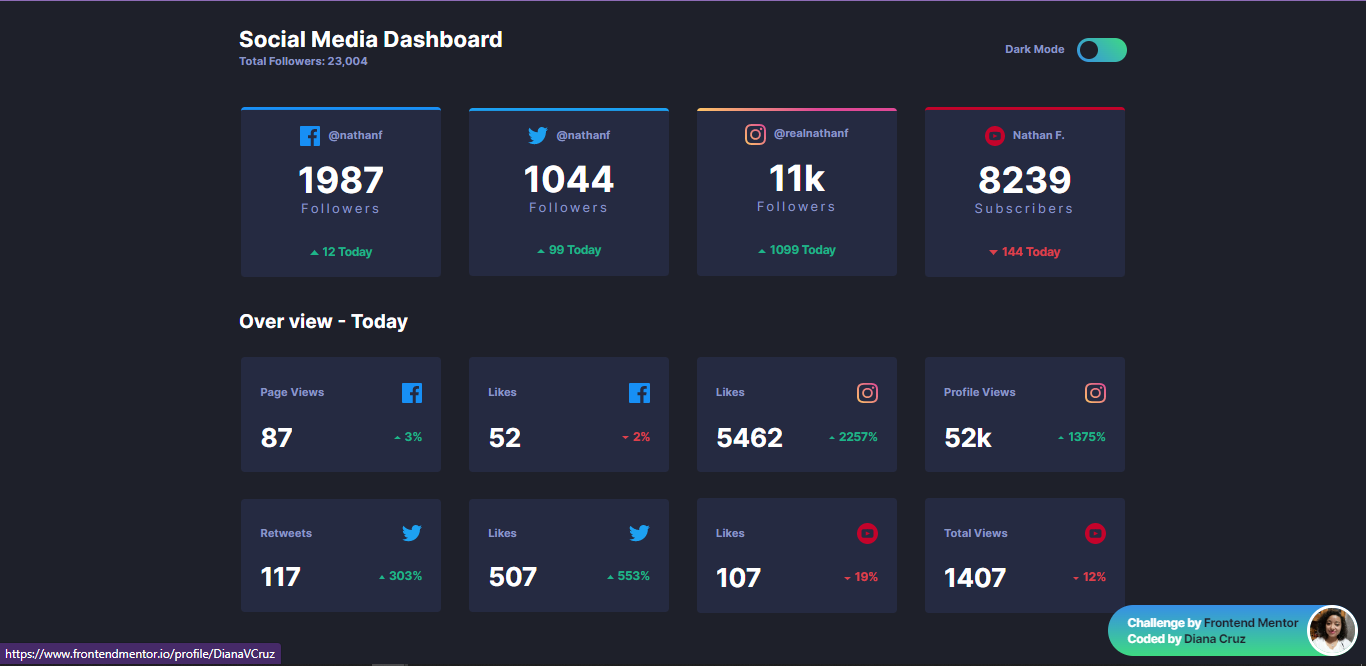 Social Media Dashboard
Total Followers: 23,004
Dark Mode
@nathanf
1987
Followers
12 Today
@nathanf
1044
Followers
99 Today
@realnathanf
11k
Followers
1099 Today
Nathan F.
8239
Subscribers
144 Today
Over view - Today
Page Views
87
3%
Likes
52
2%
Likes
5462
2257%
Profile Views
52k
1375%
Retweets
117
303%
Likes
507
553%
Likes
107
19%
Total Views
1407
12%
Challenge by Frontend Mentor
Coded by Diana Cruz
https://www.frontendmentor.io/profile/DianaVCruz